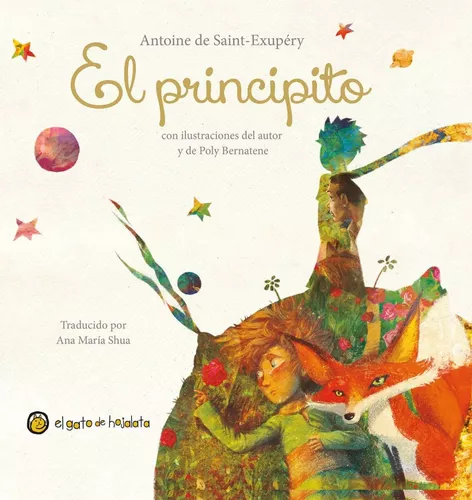 Antoine de Saint-Exupéry
El principito
con ilustraciones del autor
y de Poly Bernatene
Traducido por
Ana María Shua
el gato de hojalata